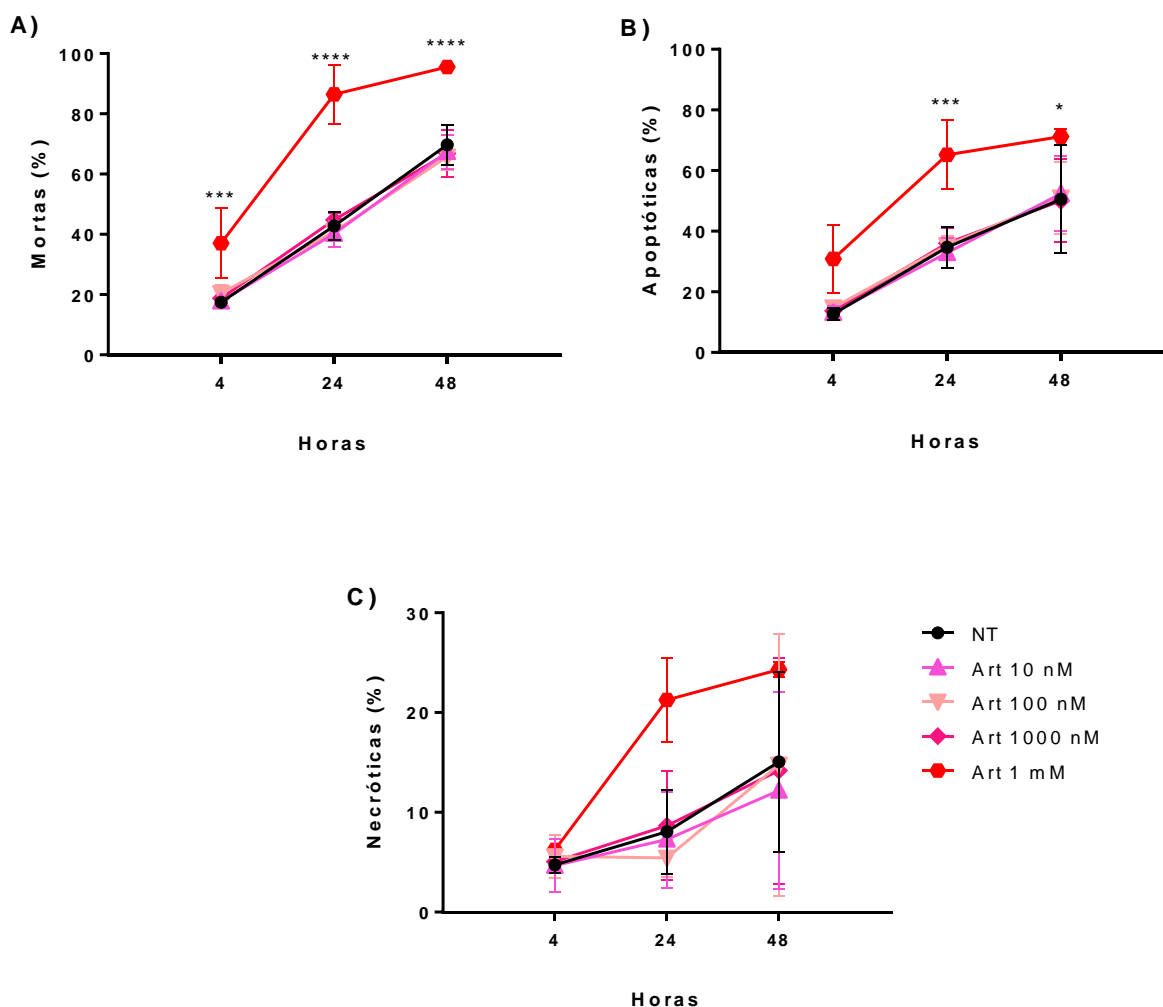 A)
Mortas (%)
100
80
60
40
20
0
***
****
****
4 24 48
Horas
B)
Apoptóticas (%)
100
80
60
40
20
0
***
*
4 24 48
Horas
C)
Necróticas (%)
30
20
10
0
4 24 48
Horas
NT
Art 10 nM
Art 100 nM
Art 1000 nM
Art 1 mM